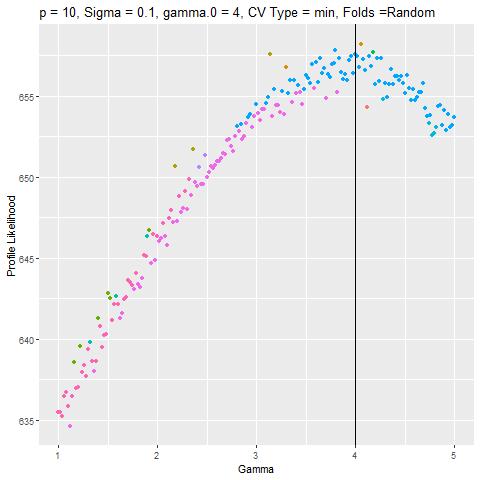 p = 10, Sigma = 0.1, gamma.0 = 4, CV Type = min, Folds =Random
Profile Likelihood
655
650
645
640
635
1 2 3 4 5
Gamma